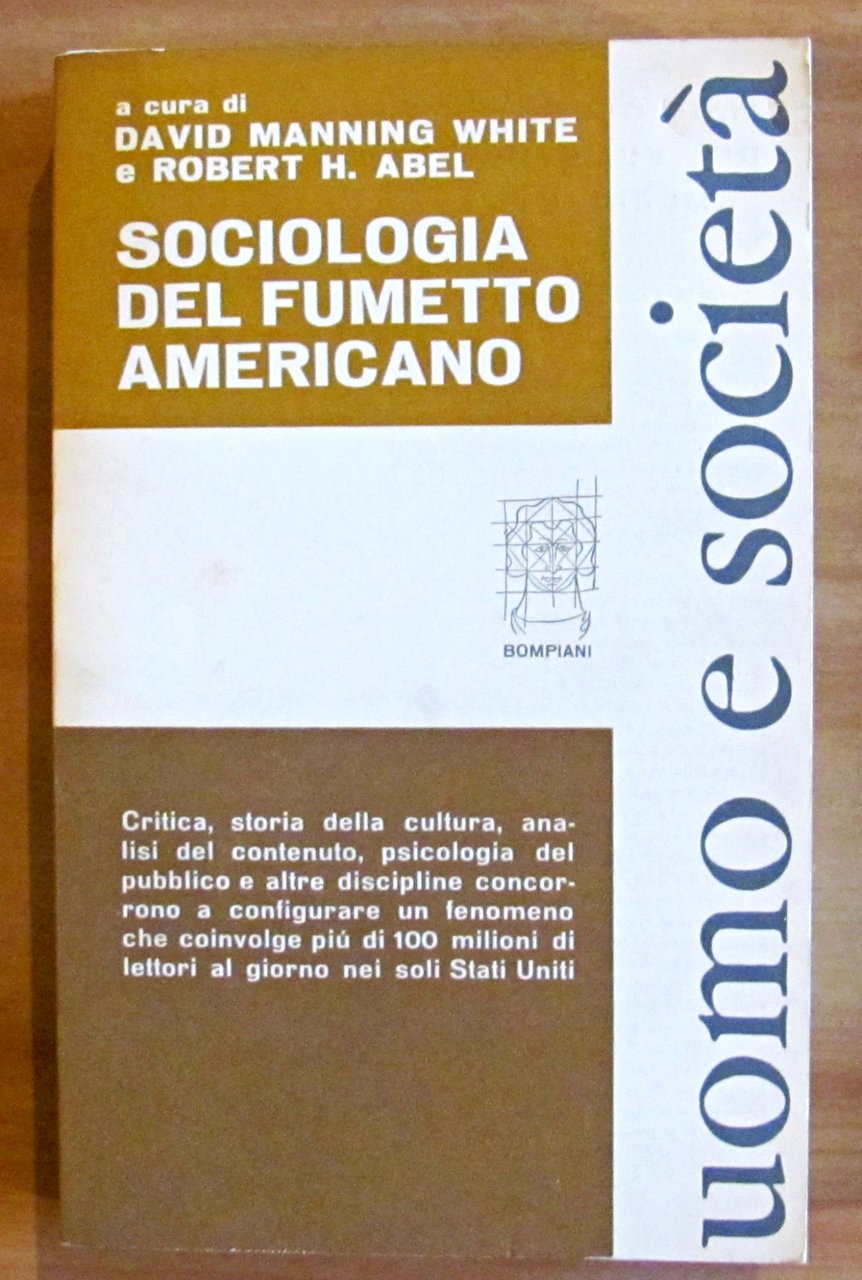 a cura di
DAVID MANNING WHITE
e ROBERT H. ABEL
SOCIOLOGIA
DEL FUMETTO
AMERICANO
BOMPIANI
Critica, storia della cultura, ana-
lisi del contenuto, psicologia del
pubblico e altre discipline concor-
rono a configurare un fenomeno
che coinvolge piú di 100 milioni di
lettori al giorno nei soli Stati Uniti
uomo e società